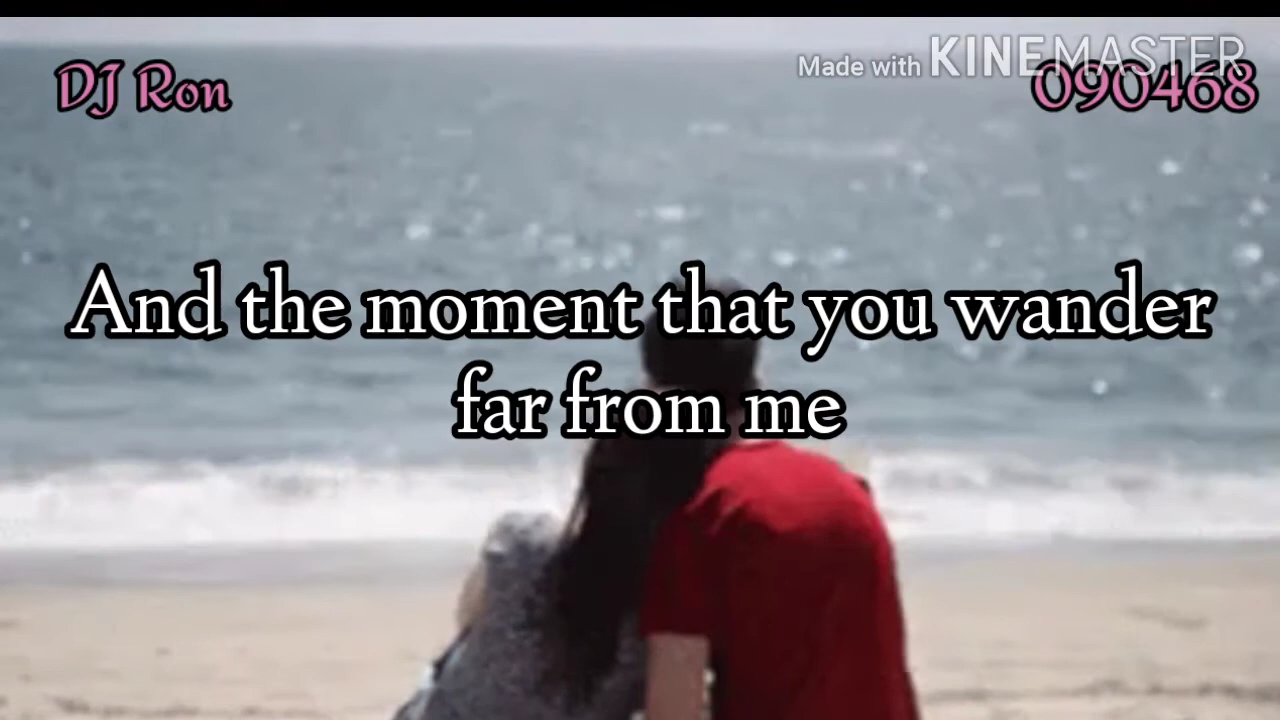 DJ Ron
Made with KINEMASTER
090468
And the moment that you wander
far from me